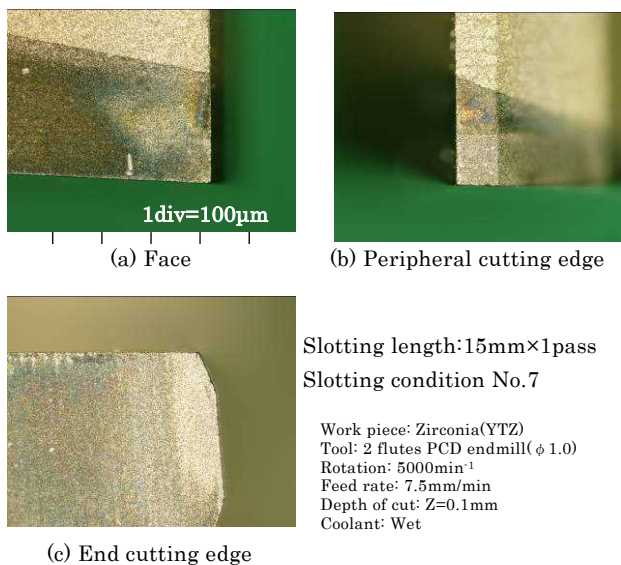 1div=100μm
(a) Face
(b) Peripheral cutting edge
Slotting length:15mm×1pass
Slotting condition No.7
Work piece: Zirconia(YTZ)
Tool: 2 flutes PCD endmill(φ1.0)
Rotation: 5000min⁻¹
Feed rate: 7.5mm/min
Depth of cut: Z=0.1mm
Coolant: Wet
(c) End cutting edge